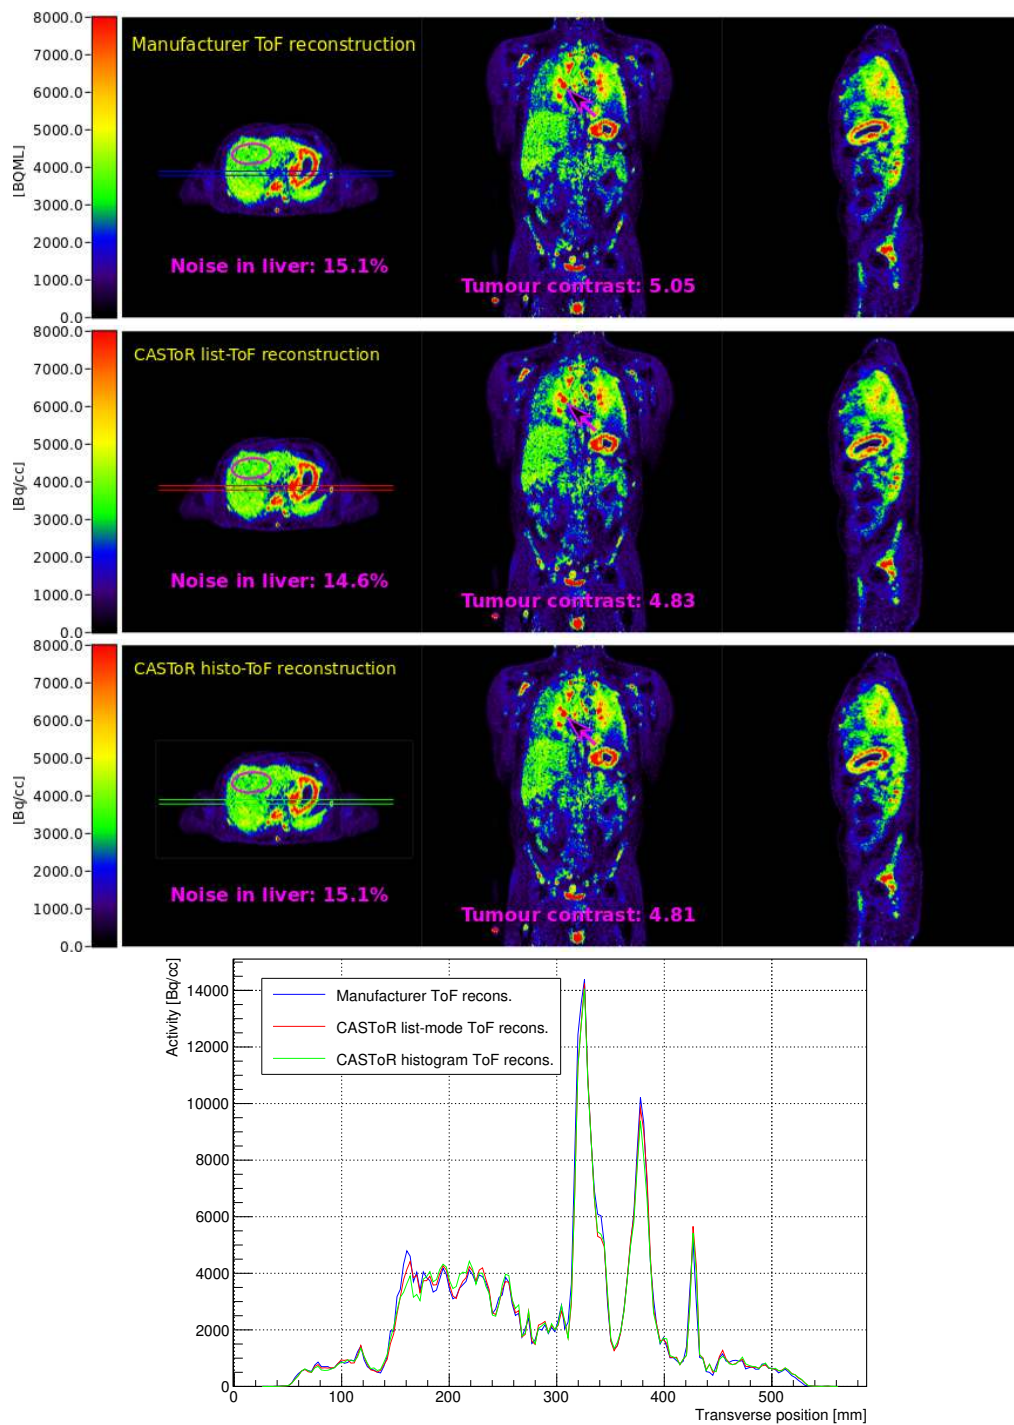 8000.0
7000.0
6000.0
5000.0
4000.0
3000.0
2000.0
1000.0
0.0
[BQML]
Manufacturer ToF reconstruction
Noise in liver: 15.1%
Tumour contrast: 5.05
8000.0
7000.0
6000.0
5000.0
4000.0
3000.0
2000.0
1000.0
0.0
[Bq/cc]
CASToR list-ToF reconstruction
Noise in liver: 14.6%
Tumour contrast: 4.83
8000.0
7000.0
6000.0
5000.0
4000.0
3000.0
2000.0
1000.0
0.0
[Bq/cc]
CASToR histo-ToF reconstruction
Noise in liver: 15.1%
Tumour contrast: 4.81
Activity [Bq/cc]
14000
12000
10000
8000
6000
4000
2000
0
Manufacturer ToF recons.
CASToR list-mode ToF recons.
CASToR histogram ToF recons.
0 100 200 300 400 500
Transverse position [mm]